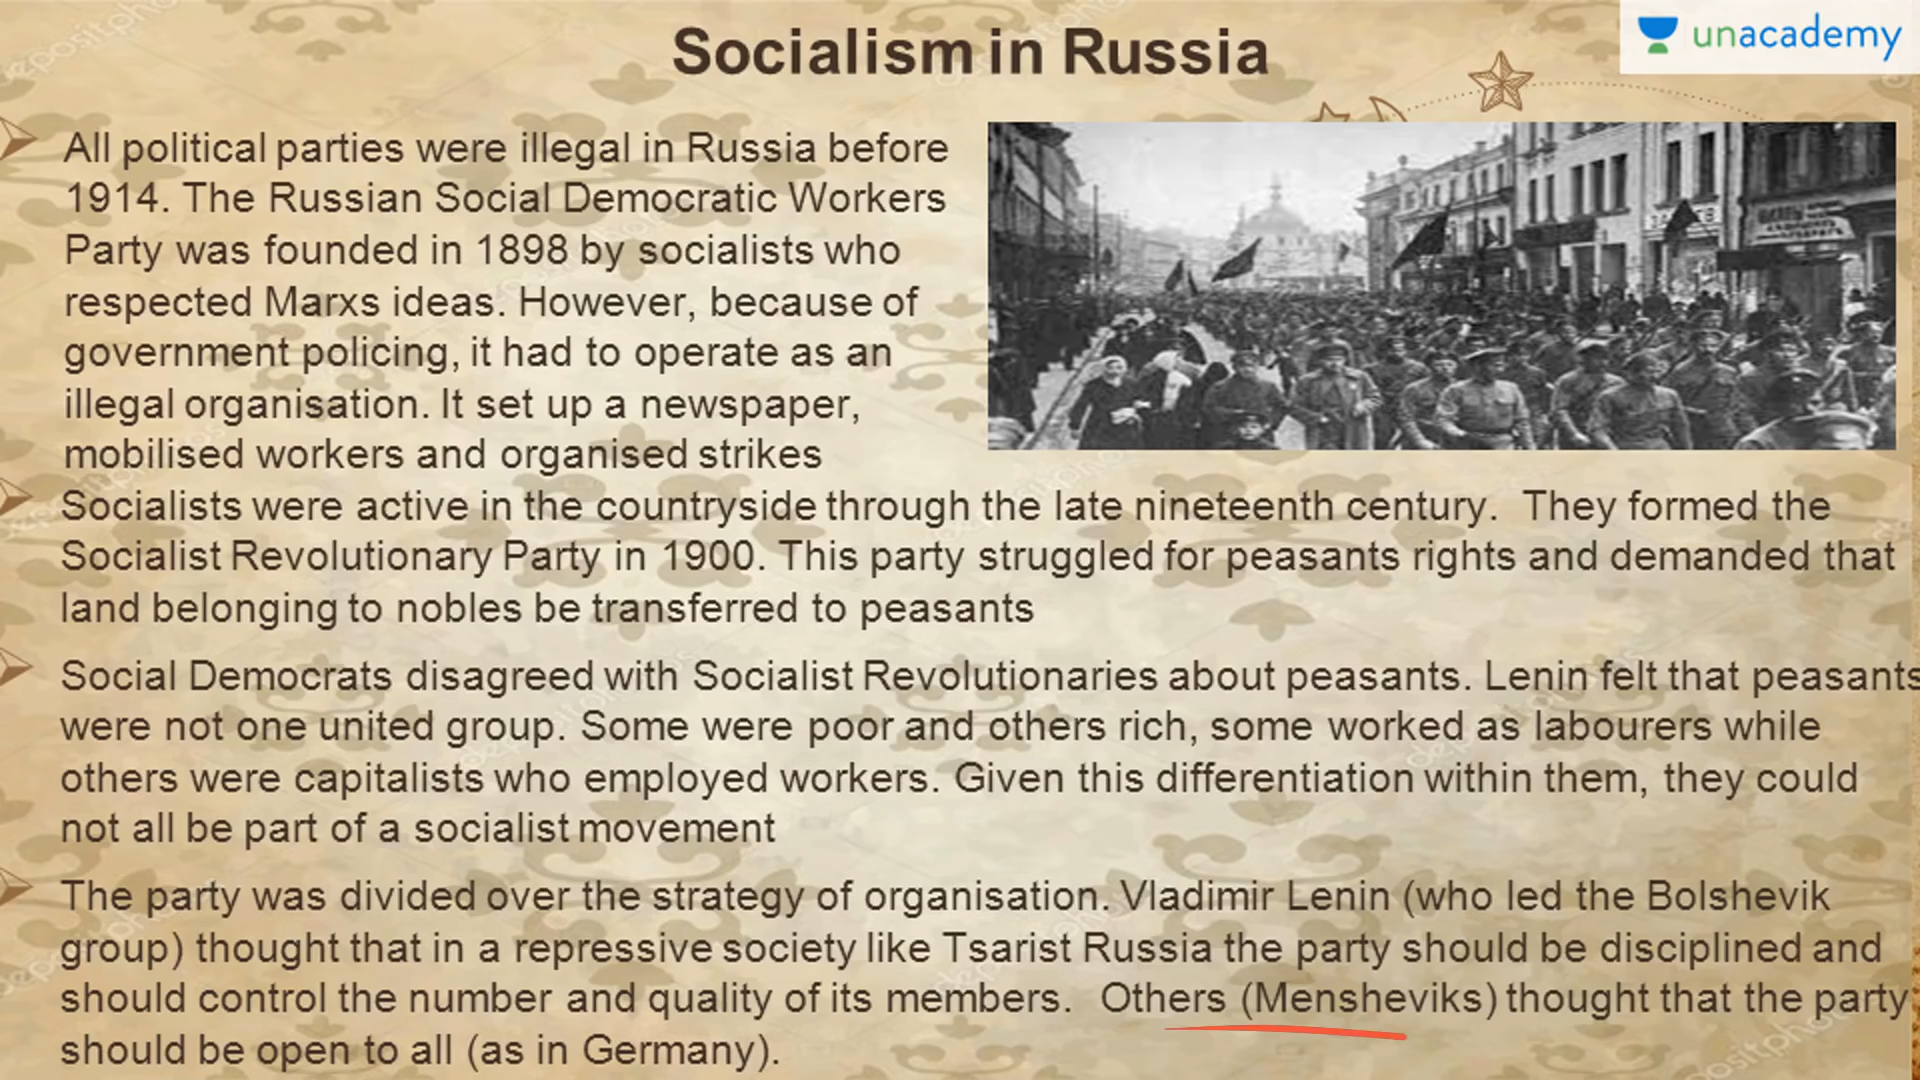 Socialism in Russia
unacademy
All political parties were illegal in Russia before
1914. The Russian Social Democratic Workers
Party was founded in 1898 by socialists who
respected Marxs ideas. However, because of
government policing, it had to operate as an
illegal organisation. It set up a newspaper,
mobilised workers and organised strikes
Socialists were active in the countryside through the late nineteenth century. They formed the
Socialist Revolutionary Party in 1900. This party struggled for peasants rights and demanded that
land belonging to nobles be transferred to peasants
Social Democrats disagreed with Socialist Revolutionaries about peasants. Lenin felt that peasants
were not one united group. Some were poor and others rich, some worked as labourers while
others were capitalists who employed workers. Given this differentiation within them, they could
not all be part of a socialist movement
The party was divided over the strategy of organisation. Vladimir Lenin (who led the Bolshevik
group) thought that in a repressive society like Tsarist Russia the party should be disciplined and
should control the number and quality of its members. Others (Mensheviks) thought that the party
should be open to all (as in Germany).